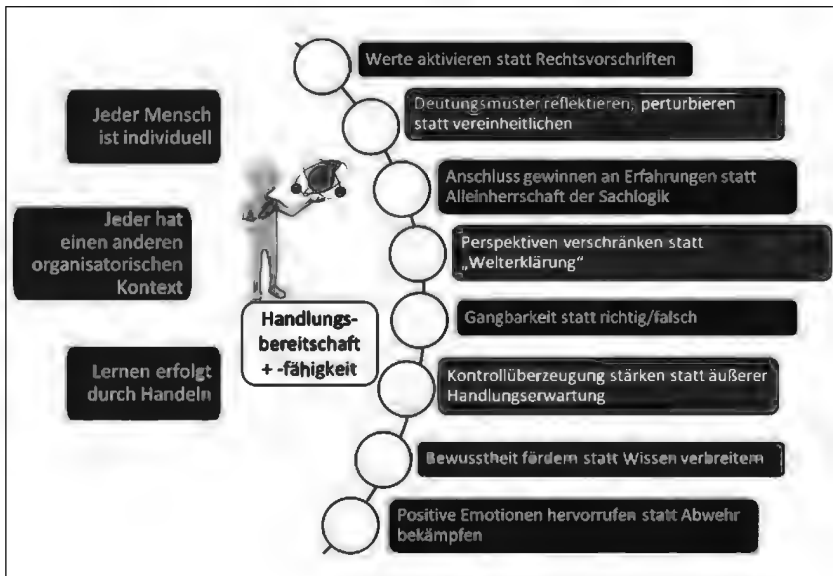 Jeder Mensch
ist individuell
Jeder hat
einen anderen
organisatorischen
Kontext
Lernen erfolgt
durch Handeln
Handlungs-
bereitschaft
+ -fähigkeit
Werte aktivieren statt Rechtsvorschriften
Deutungsmuster reflektieren, perturbieren
statt vereinheitlichen
Anschluss gewinnen an Erfahrungen statt
Alleinherrschaft der Sachlogik
Perspektiven verschränken statt
„Welterklärung“
Gangbarkeit statt richtig/falsch
Kontrollüberzeugung stärken statt äußerer
Handlungserwartung
Bewusstheit fördern statt Wissen verbreitern
Positive Emotionen hervorrufen statt Abwehr
bekämpfen